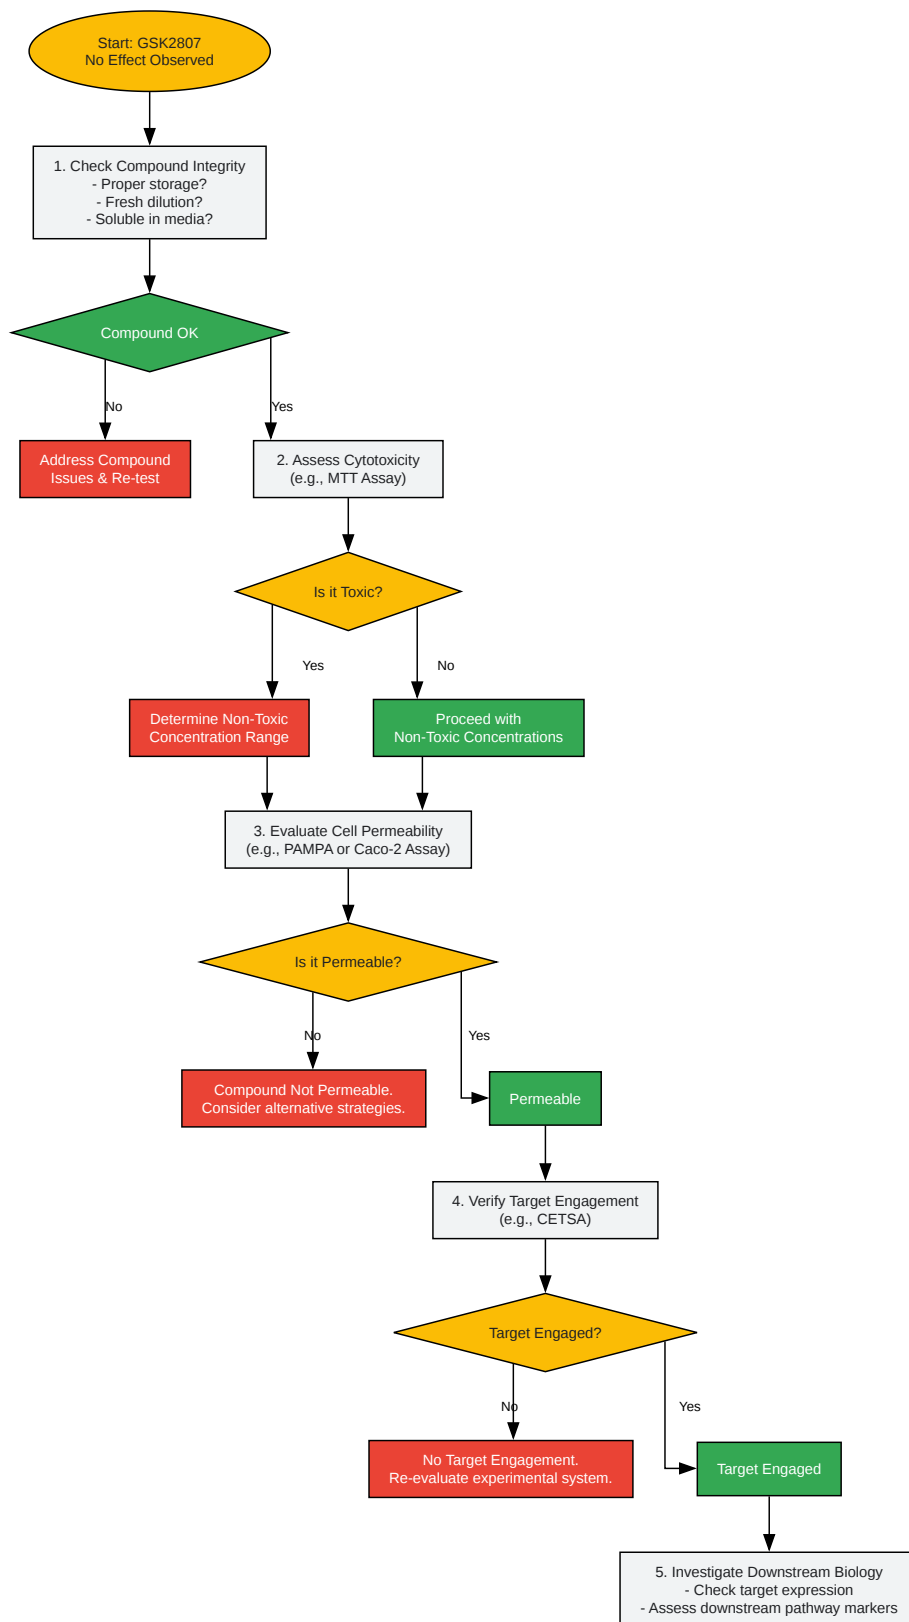 Start: GSK2807
No Effect Observed
1. Check Compound Integrity
- Proper storage?
- Fresh dilution?
- Soluble in media?
Compound OK
No
Yes
Address Compound
Issues & Re-test
2. Assess Cytotoxicity
(e.g., MTT Assay)
Is it Toxic?
Yes
No
Determine Non-Toxic
Concentration Range
Proceed with
Non-Toxic Concentrations
3. Evaluate Cell Permeability
(e.g., PAMPA or Caco-2 Assay)
Is it Permeable?
No
Yes
Compound Not Permeable.
Consider alternative strategies.
Permeable
4. Verify Target Engagement
(e.g., CETSA)
Target Engaged?
No
Yes
No Target Engagement.
Re-evaluate experimental system.
Target Engaged
5. Investigate Downstream Biology
- Check target expression
- Assess downstream pathway markers